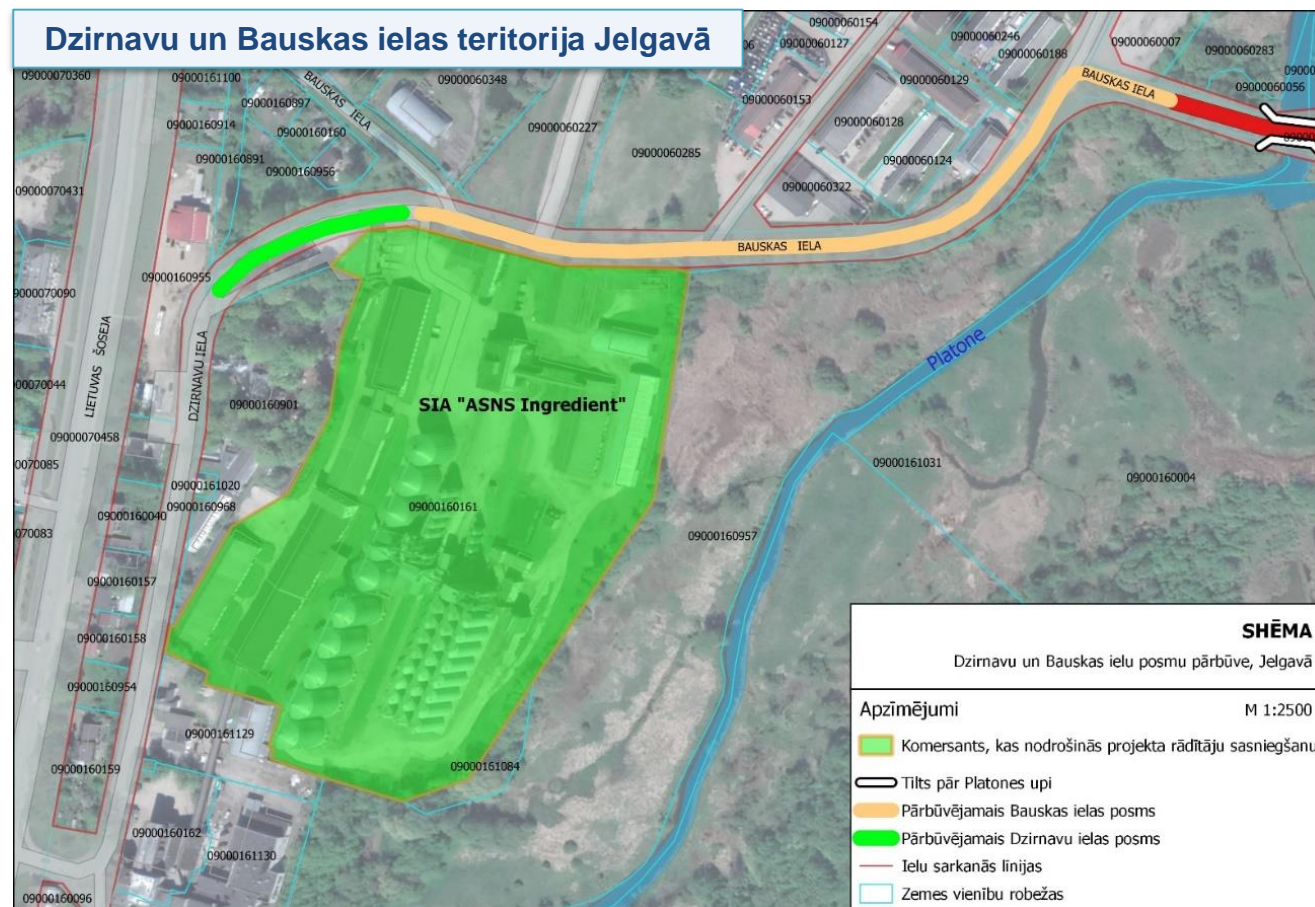 Dzirnavu un Bauskas ielas teritorija Jelgavā
09000060154
06
09000060127
09000060246
09000060188
09000060007
09000060283
09000060056
09000070360
09000161100
BAUSKAS IELA
09000060348
09000060129
BAUSKAS IELA
09000160897
09000060153
09000160914
09000160160
09000060227
09000060128
09000160891
09000060285
09000060124
09000160956
09000060322
09000070431
BAUSKAS IELA
09000160955
09000070090
LIETUVAS ŠOSEJA
DZIRNAVU IELA
Platone
00070044
09000160901
SIA "ASNS Ingredient"
09000070458
0070085
09000161031
09000161020
09000160004
09000160968
09000160161
09000160040
070083
09000160957
09000160157
09000160158
09000160954
09000161129
09000160159
09000161084
09000160162
09000161130
09000160096
SHĒMA
Dzirnavu un Bauskas ielu posmu pārbūve, Jelgavā
Apzīmējumi M 1:2500
Komersants, kas nodrošinās projekta rādītāju sasniegšanu
Tilts pār Platones upi
Pārbūvējamais Bauskas ielas posms
Pārbūvējamais Dzirnavu ielas posms
Ielu sarkanās līnijas
Zemes vienību robežas